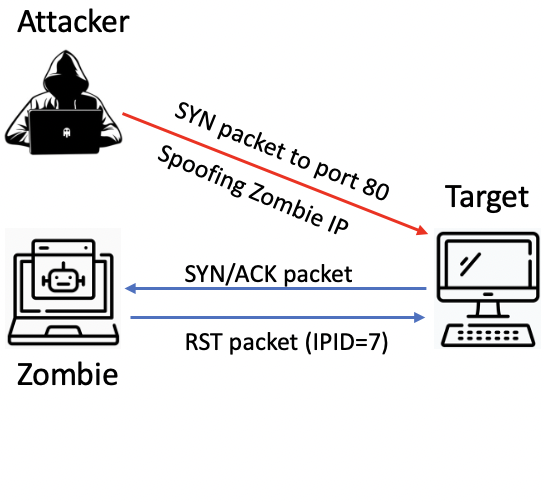 Attacker
SYN packet to port 80
Spoofing Zombie IP
Target
SYN/ACK packet
RST packet (IPID=7)
Zombie